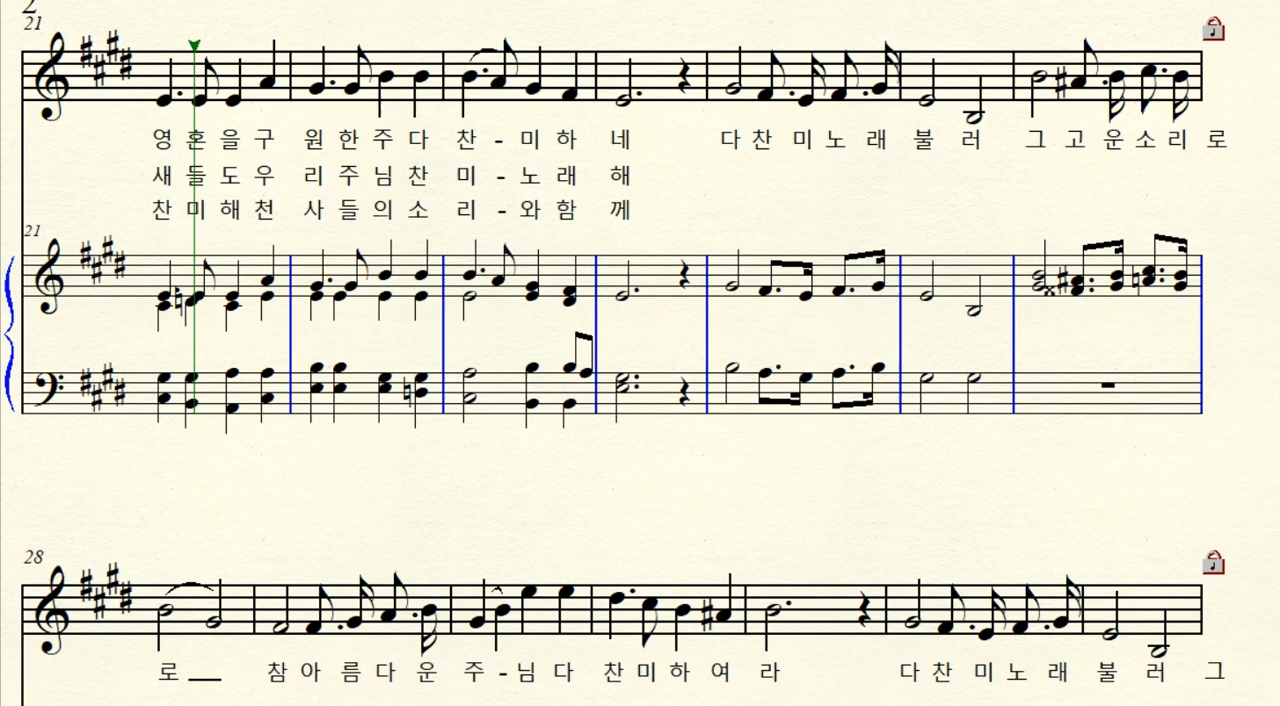 2
21
영 혼 을 구 원 한 주 다 찬 - 미 하 네 다 찬 미 노 래 불 러 그 고 운 소 리 로
새 들 도 우 리 주 님 찬 미 - 노 래 해
찬 미 해 천 사 들 의 소 리 - 와 함 께
21
28
로 __ 참 아 름 다 운 주 - 님 다 찬 미 하 여 라 다 찬 미 노 래 불 러 그